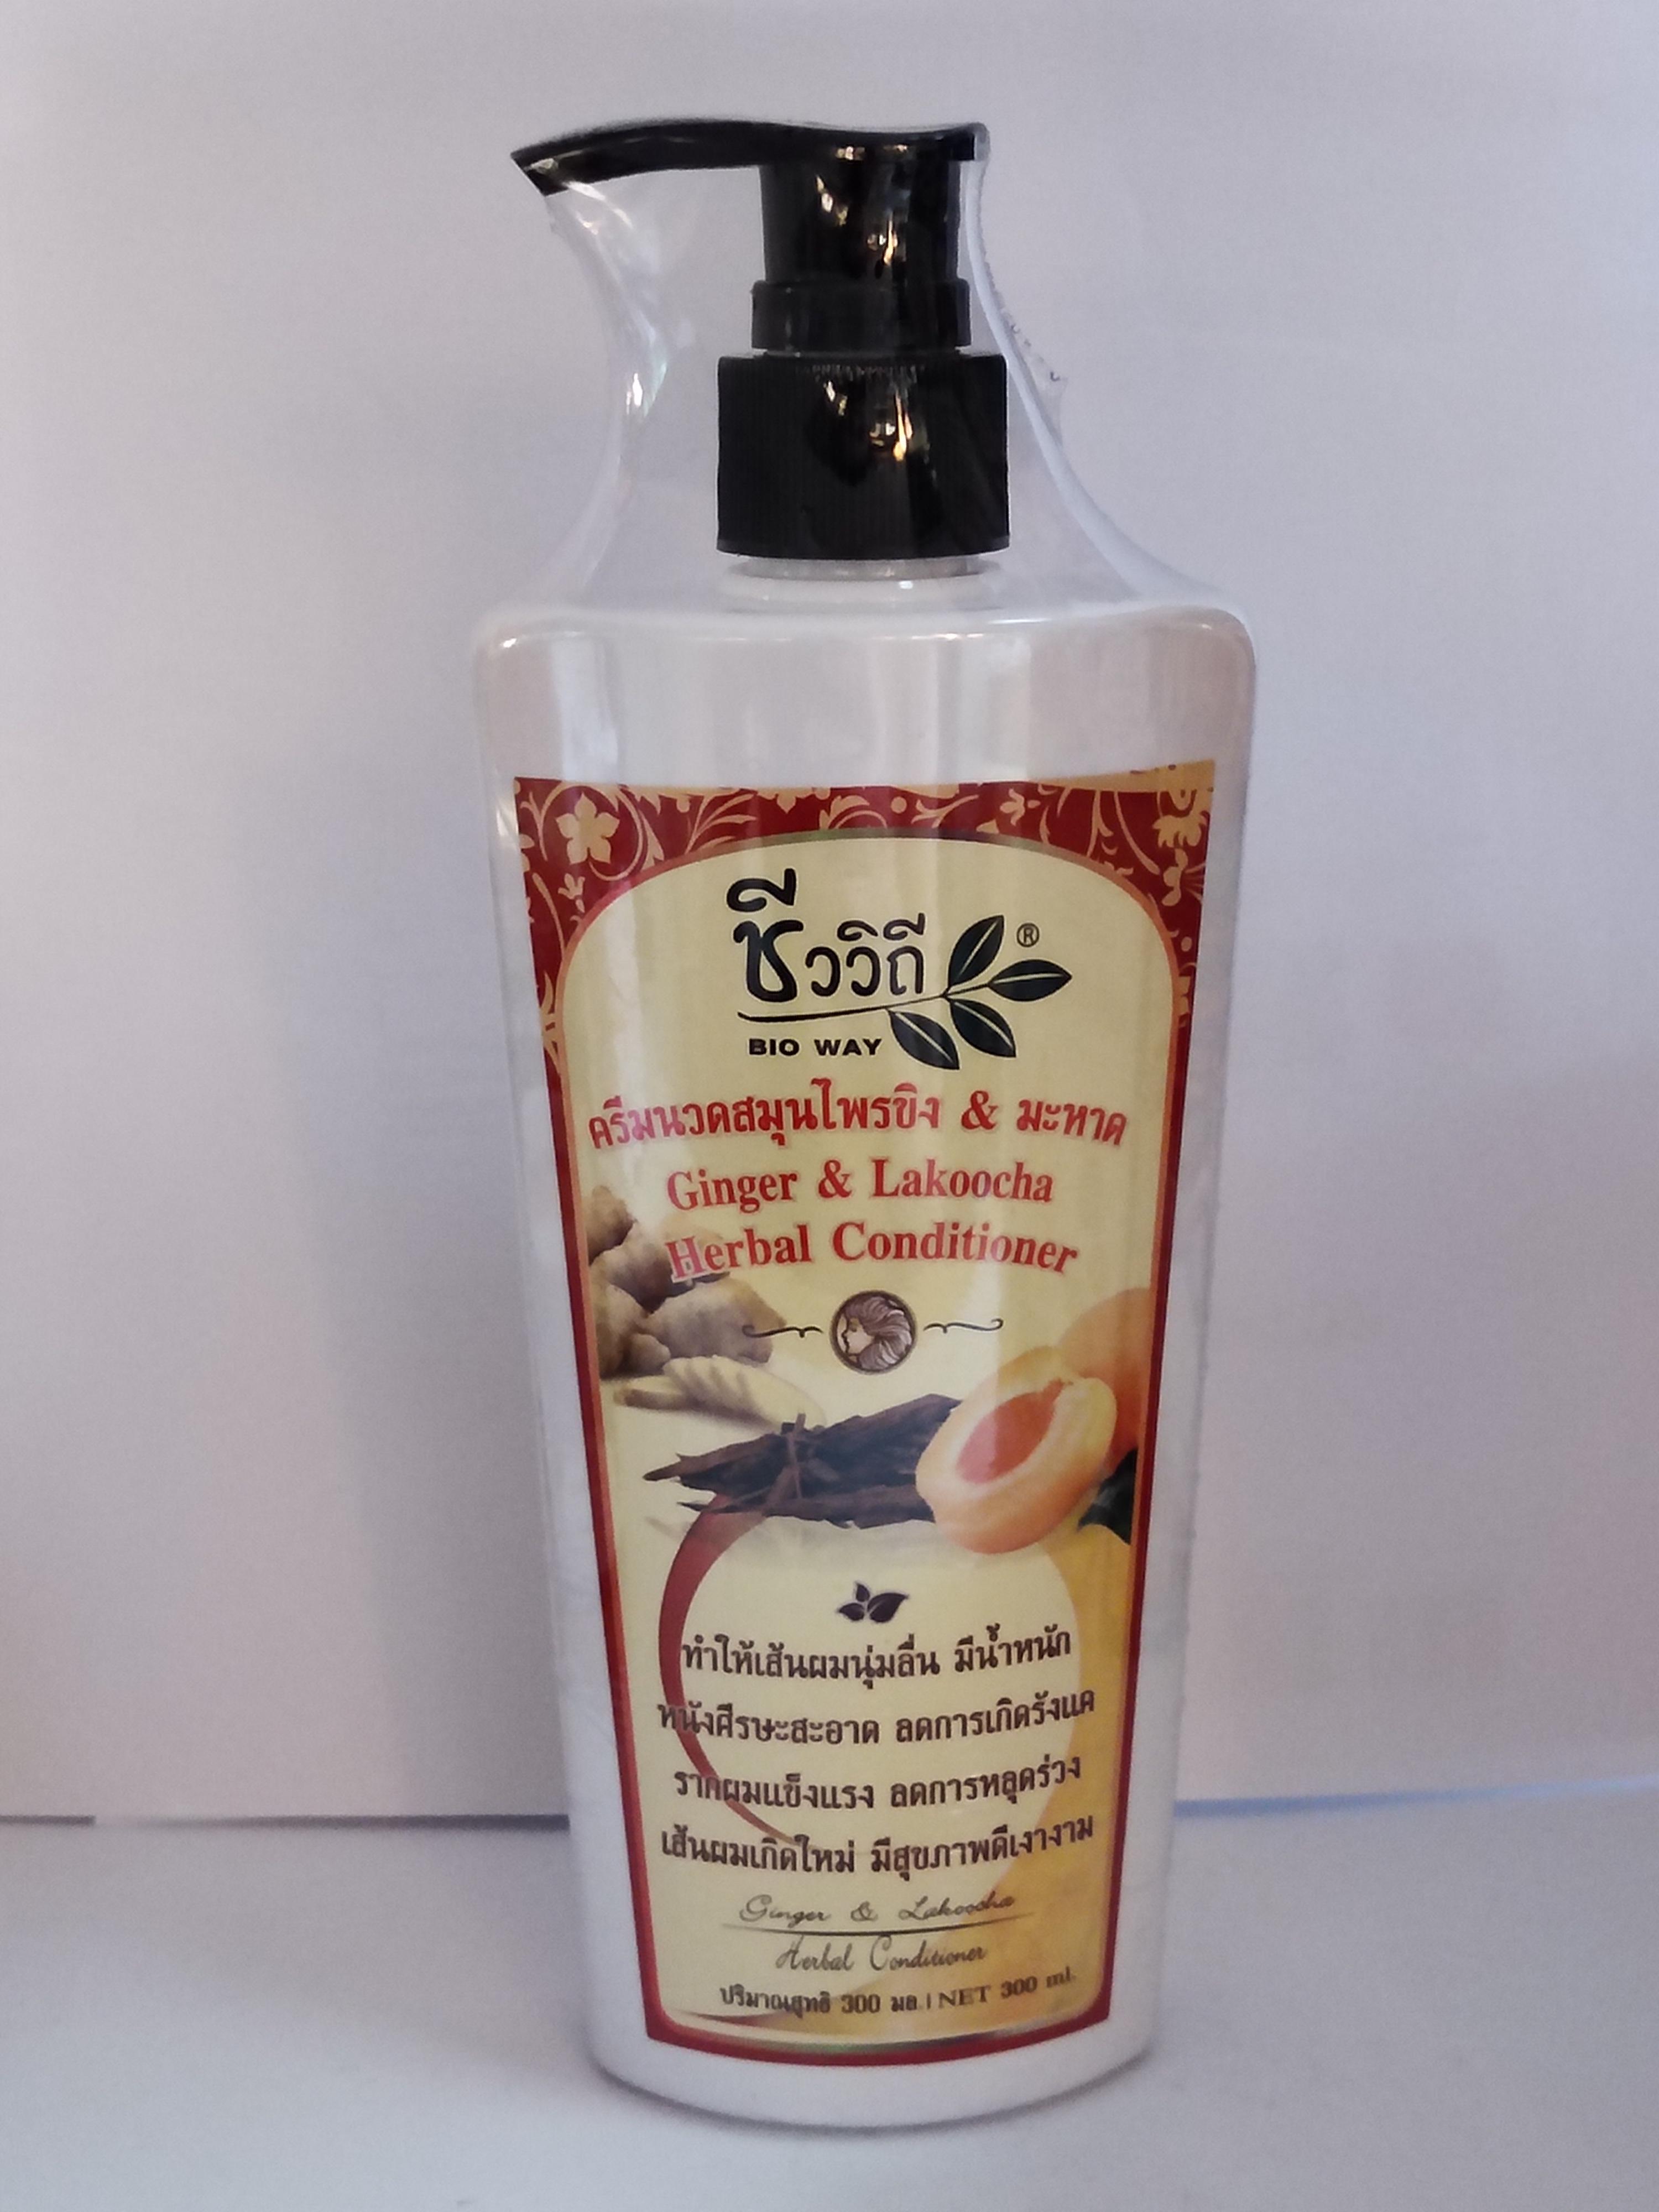 ชีววิถี ®
BIO WAY
ครีมนวดสมุนไพรขิง & มะหาด
Ginger & Lakoocha
Herbal Conditioner
ทำให้เส้นผมนุ่มลื่น มีน้ำหนัก
หนังศีรษะสะอาด ลดการเกิดรังแค
รากผมแข็งแรง ลดการหลุดร่วง
เส้นผมเกิดใหม่ มีสุขภาพดีเงางาม
Ginger & Lakoocha
Herbal Conditioner
ปริมาณสุทธิ 300 มล. | NET 300 ml.